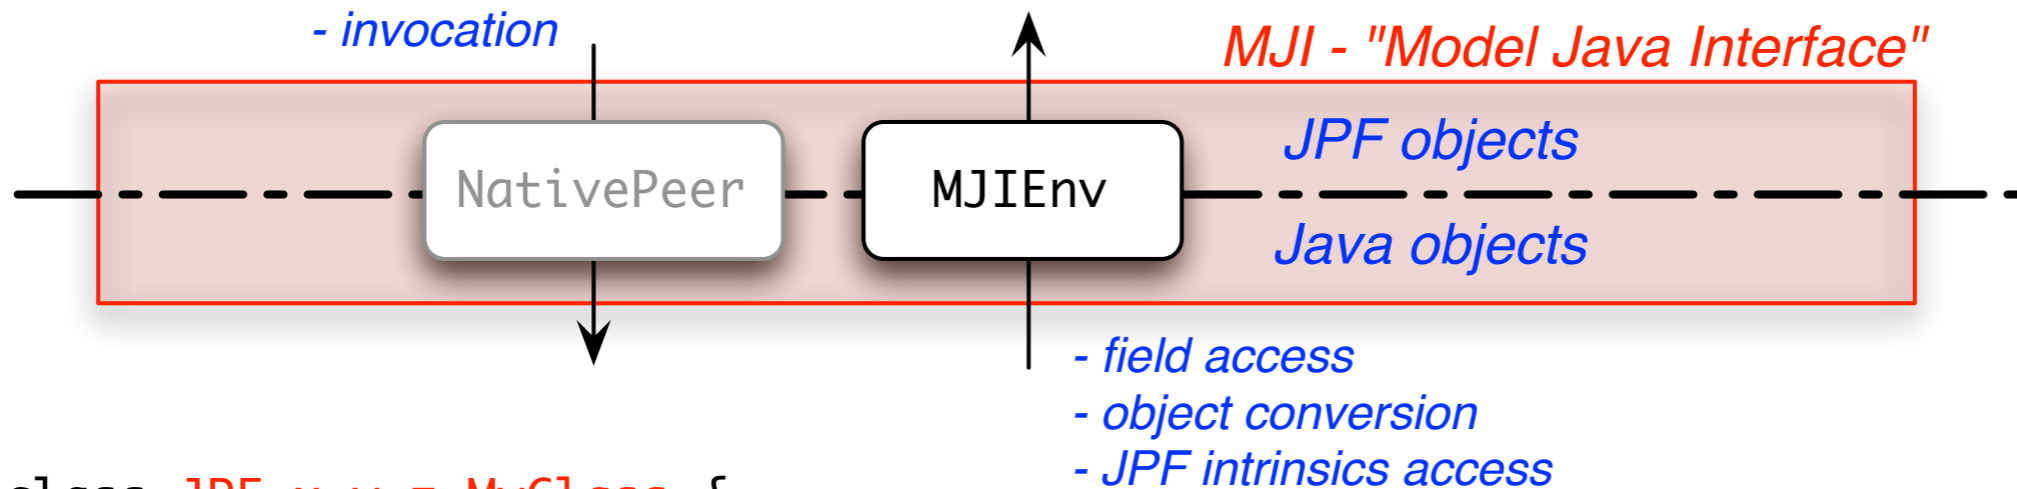 - invocation
MJI - "Model Java Interface"
JPF objects
NativePeer
MJIEnv
Java objects
- field access
- object conversion
- JPF intrinsics access